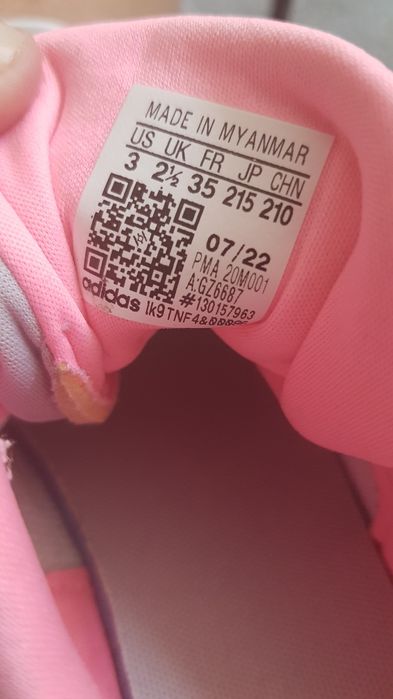 MADE IN MYANMAR
US UK FR JP CHN
3 2½ 35 215 210
07/22
PMA 20M001
A:GZ6687
#130157963
adidas